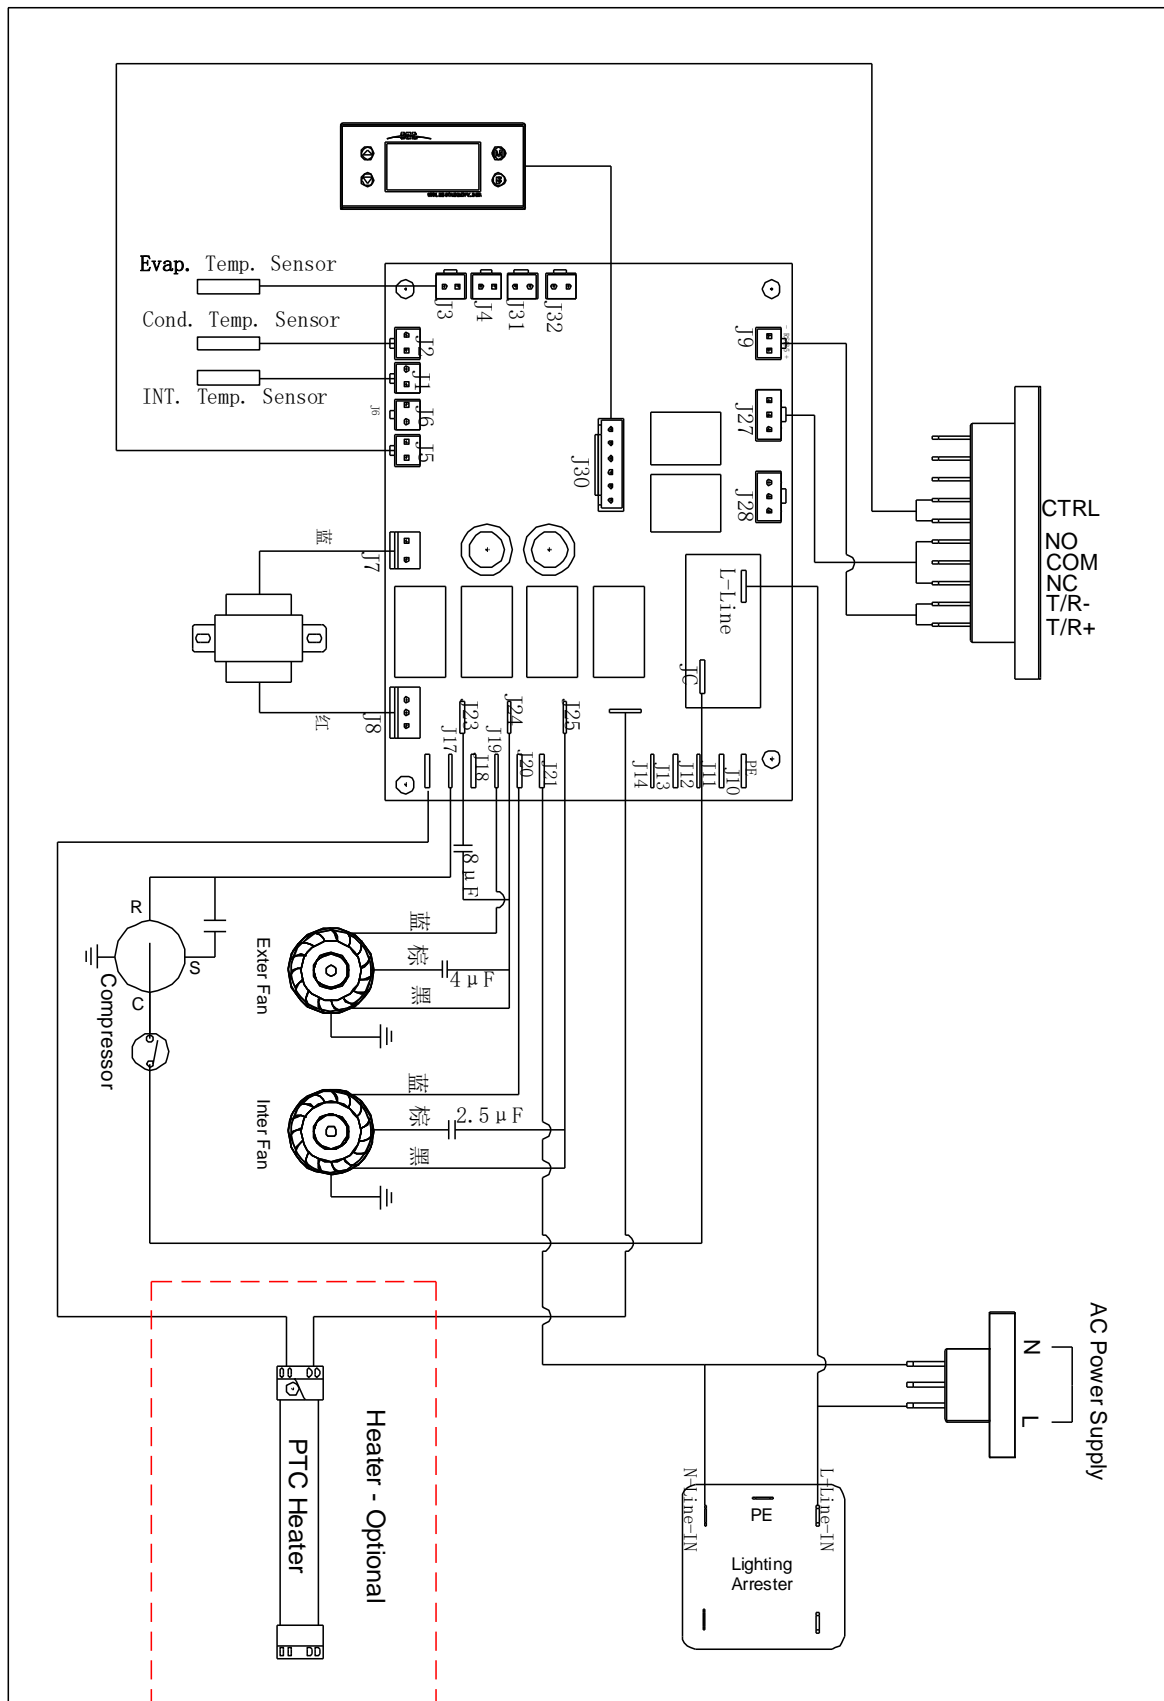 Evap. Temp. Sensor
Cond. Temp. Sensor
INT. Temp. Sensor
J3
J4
J31
J32
J2
J1
J6
J6
J5
J9
J27
J28
J30
CTRL
NO
COM
NC
T/R-
T/R+
蓝
J7
红
J8
L-Line
JC
J23
J24
J25
J17
J18
J19
J20
J21
J14
J13
J12
J11
J10
PE
8μF
R
S
C
Compressor
蓝
棕
4μF
黑
Exter Fan
蓝
棕
2.5μF
黑
Inter Fan
AC Power Supply
N
L
N-Line-IN
L-Line-IN
PE
Lighting
Arrester
PTC Heater
Heater - Optional